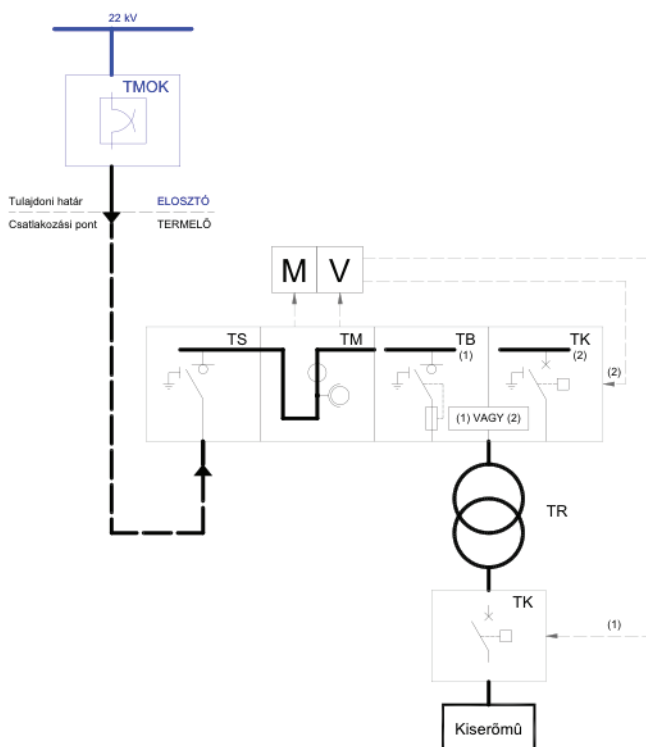 22 kV
TMOK
Tulajdoni határ
ELOSZTÓ
Csatlakozási pont
TERMELŐ
M V
TS
TM
TB
(1)
TK
(2)
(2)
(1) VAGY (2)
TR
TK
(1)
Kiserőmû